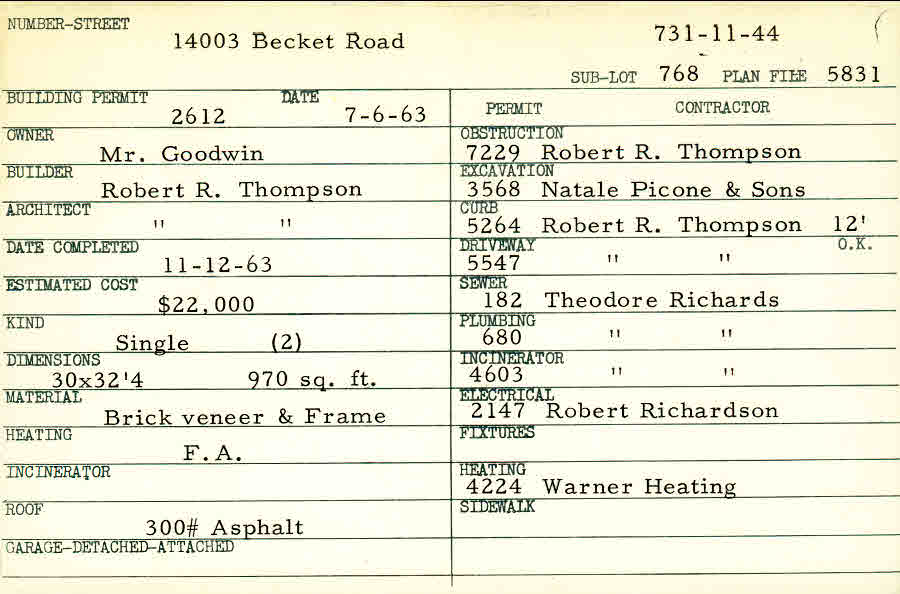 NUMBER-STREET
14003 Becket Road 731-11-44
SUB-LOT 768 PLAN FILE 5831
BUILDING PERMIT DATE
2612 7-6-63
OWNER
Mr. Goodwin
BUILDER
Robert R. Thompson
ARCHITECT
" "
DATE COMPLETED
11-12-63
ESTIMATED COST
$22,000
KIND
Single (2)
DIMENSIONS
30x32'4 970 sq. ft.
MATERIAL
Brick veneer & Frame
HEATING
F.A.
INCINERATOR
ROOF
300# Asphalt
GARAGE-DETACHED-ATTACHED
PERMIT CONTRACTOR
OBSTRUCTION
7229 Robert R. Thompson
EXCAVATION
3568 Natale Picone & Sons
CURB
5264 Robert R. Thompson 12'
DRIVEWAY O.K.
5547 " "
SEWER
182 Theodore Richards
PLUMBING
680 " "
INCINERATOR
4603 " "
ELECTRICAL
2147 Robert Richardson
FIXTURES
HEATING
4224 Warner Heating
SIDEWALK